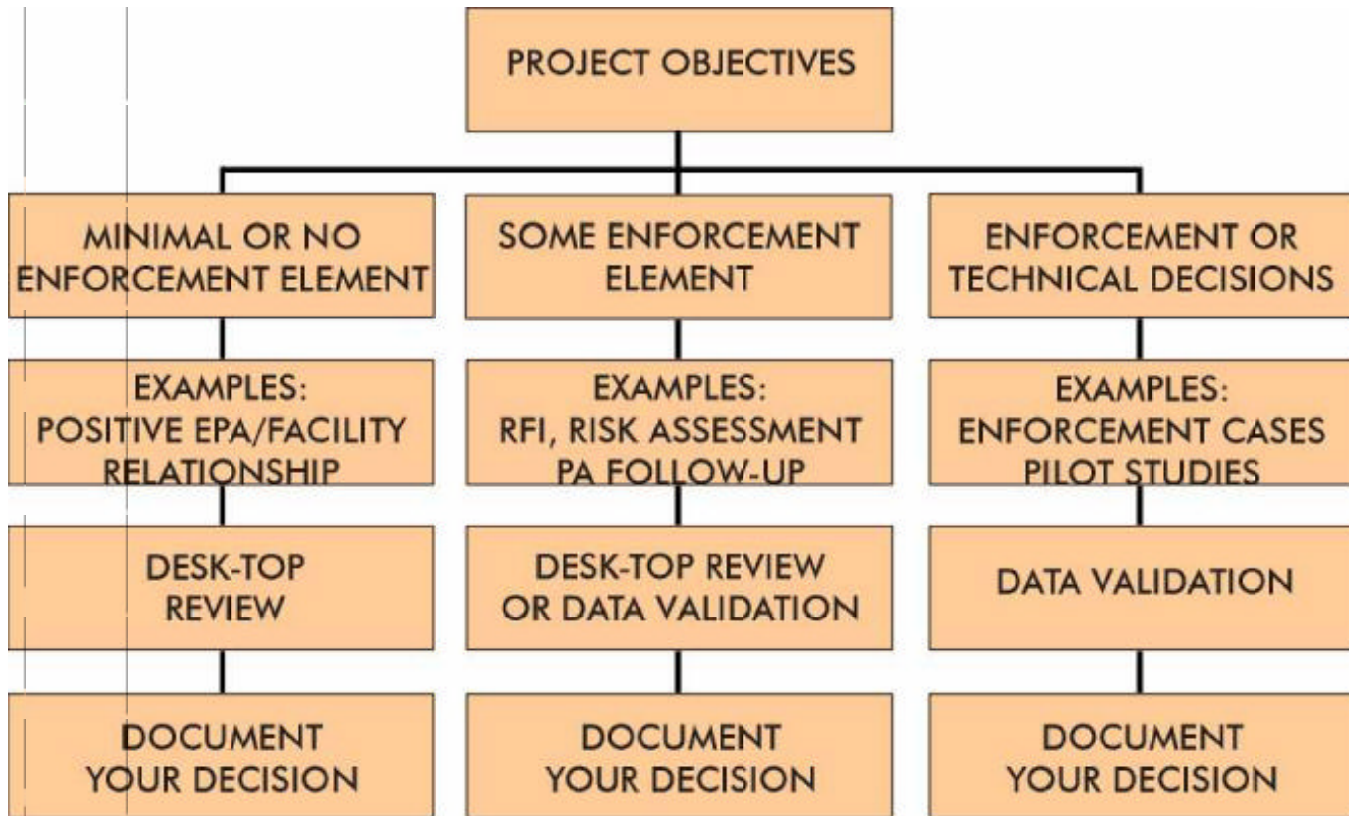 PROJECT OBJECTIVES
MINIMAL OR NO
ENFORCEMENT ELEMENT
SOME ENFORCEMENT
ELEMENT
ENFORCEMENT OR
TECHNICAL DECISIONS
EXAMPLES:
POSITIVE EPA/FACILITY
RELATIONSHIP
EXAMPLES:
RFI, RISK ASSESSMENT
PA FOLLOW-UP
EXAMPLES:
ENFORCEMENT CASES
PILOT STUDIES
DESK-TOP
REVIEW
DESK-TOP REVIEW
OR DATA VALIDATION
DATA VALIDATION
DOCUMENT
YOUR DECISION
DOCUMENT
YOUR DECISION
DOCUMENT
YOUR DECISION